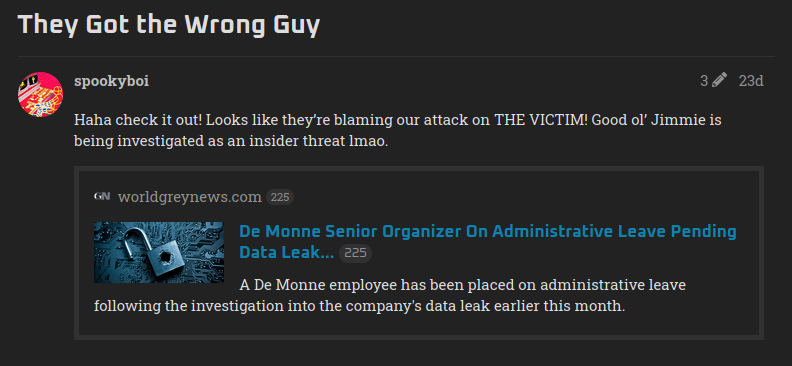 They Got the Wrong Guy
spookyboi
3 23d
Haha check it out! Looks like they’re blaming our attack on THE VICTIM! Good ol’ Jimmie is
being investigated as an insider threat lmao.
GN worldgreynews.com 225
De Monne Senior Organizer On Administrative Leave Pending
Data Leak... 225
A De Monne employee has been placed on administrative leave
following the investigation into the company's data leak earlier this month.